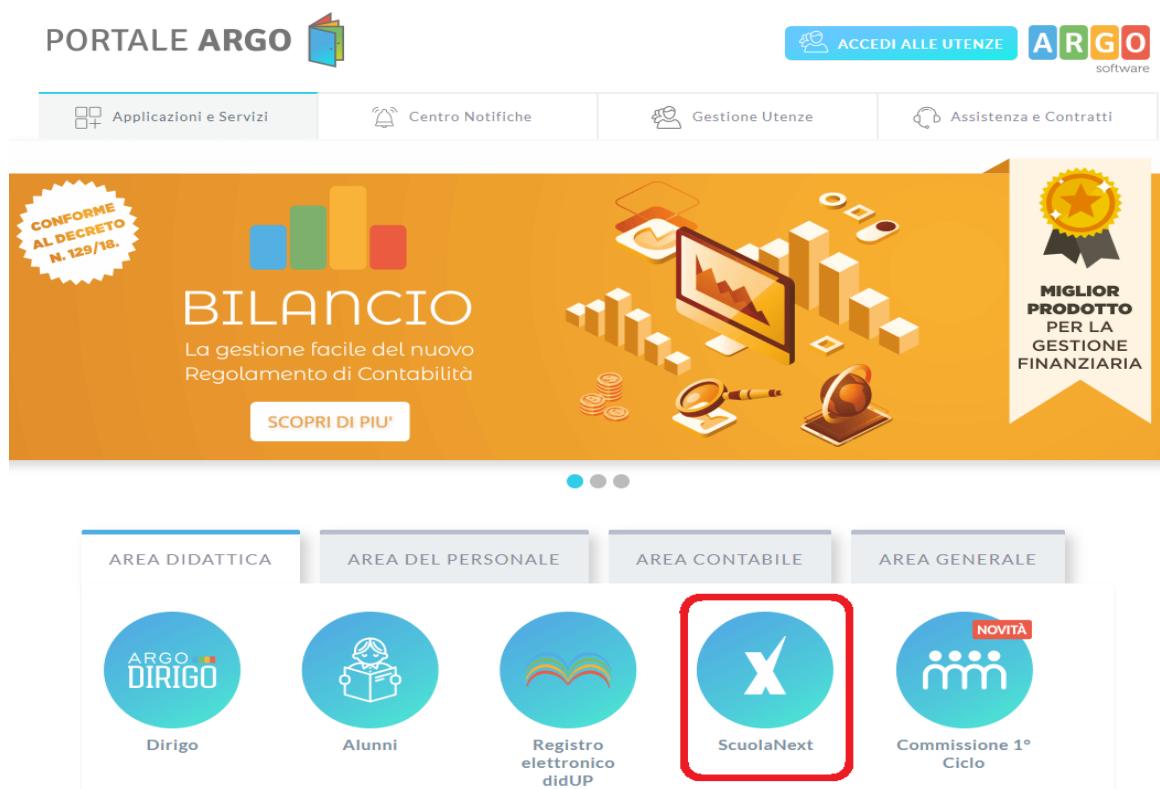 PORTALE ARGO
ACCEDI ALLE UTENZE
ARGO
software
Applicazioni e Servizi
Centro Notifiche
Gestione Utenze
Assistenza e Contratti
CONFORME
AL DECRETO
N. 129/18.
BILANCIO
La gestione facile del nuovo
Regolamento di Contabilità
SCOPRI DI PIU'
MIGLIOR
PRODOTTO
PER LA
GESTIONE
FINANZIARIA
AREA DIDATTICA
AREA DEL PERSONALE
AREA CONTABILE
AREA GENERALE
ARGO
DIRIGO
X
NOVITÀ
Dirigo
Alunni
Registro
elettronico
didUP
ScuolaNext
Commissione 1°
Ciclo